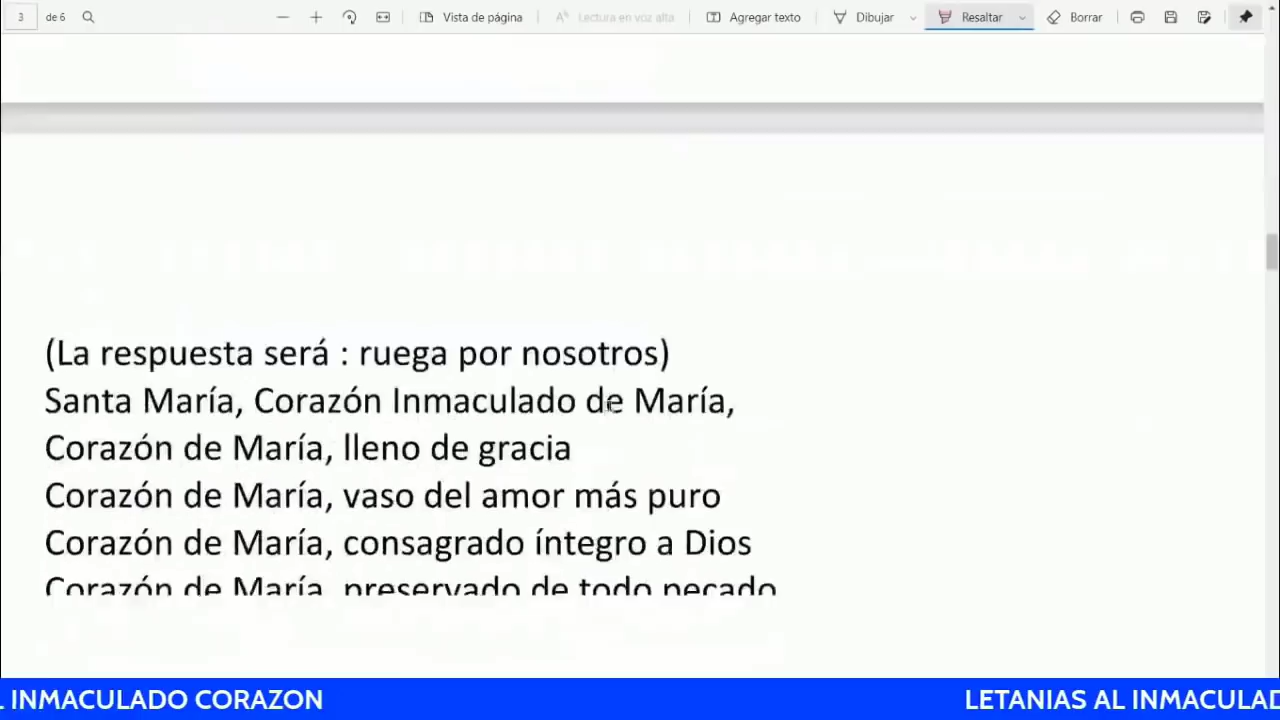 3 de 6 Vista de página Lectura en voz alta Agregar texto Dibujar Resaltar Borrar
(La respuesta será : ruega por nosotros)
Santa María, Corazón Inmaculado de María,
Corazón de María, lleno de gracia
Corazón de María, vaso del amor más puro
Corazón de María, consagrado íntegro a Dios
Corazón de María, preservado de todo pecado
L INMACULADO CORAZON LETANIAS AL INMACULAD